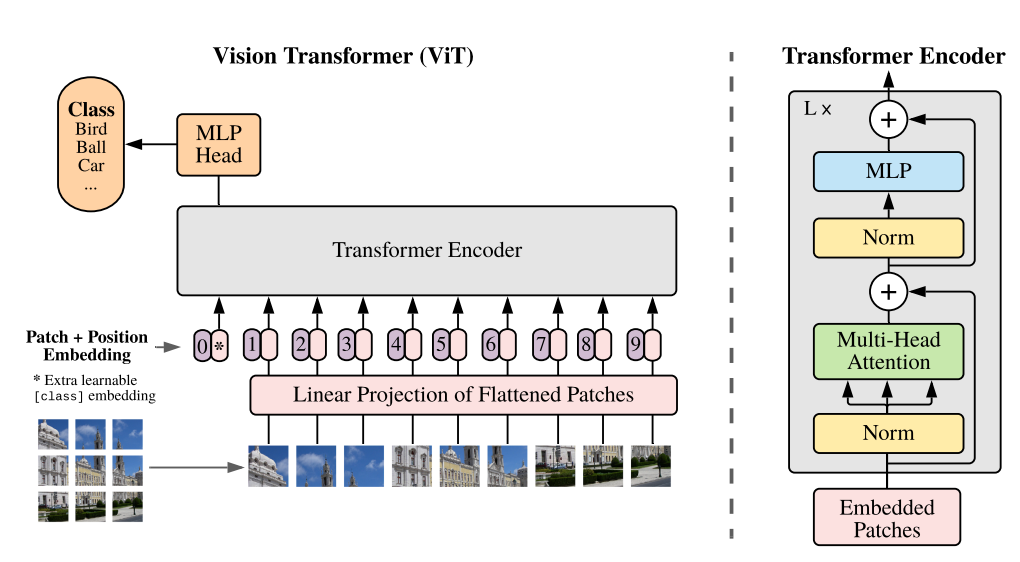 Vision Transformer (ViT)
Class
Bird
Ball
Car
...
MLP
Head
Transformer Encoder
Patch + Position
Embedding
0 * 1 2 3 4 5 6 7 8 9
* Extra learnable
[class] embedding
Linear Projection of Flattened Patches
Transformer Encoder
L x
+
MLP
Norm
+
Multi-Head
Attention
Norm
Embedded
Patches